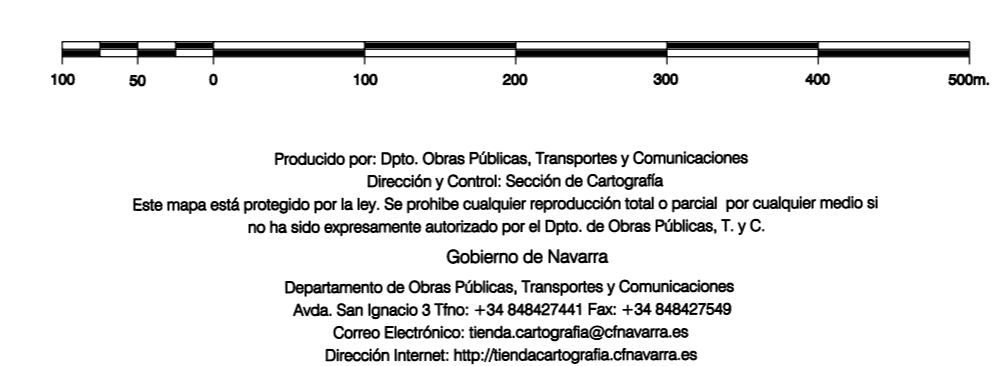 100 50 0 100 200 300 400 500m.
Producido por: Dpto. Obras Públicas, Transportes y Comunicaciones
Dirección y Control: Sección de Cartografía
Este mapa está protegido por la ley. Se prohibe cualquier reproducción total o parcial por cualquier medio si
no ha sido expresamente autorizado por el Dpto. de Obras Públicas, T. y C.
Gobierno de Navarra
Departamento de Obras Públicas, Transportes y Comunicaciones
Avda. San Ignacio 3 Tfno: +34 848427441 Fax: +34 848427549
Correo Electrónico: tienda.cartografia@cfnavarra.es
Dirección Internet: http://tiendacartografia.cfnavarra.es